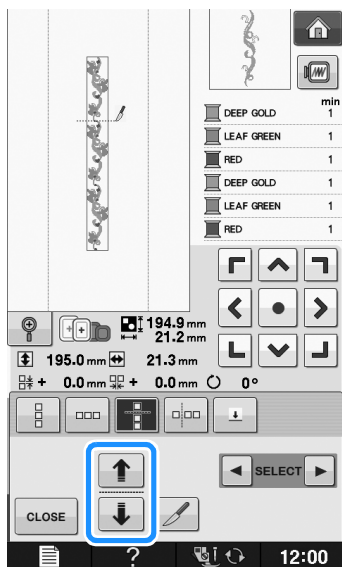 min
DEEP GOLD 1
LEAF GREEN 1
RED 1
DEEP GOLD 1
LEAF GREEN 1
RED 1
194.9 mm
21.2 mm
195.0 mm 21.3 mm
+ 0.0 mm + 0.0 mm 0°
SELECT
CLOSE
? 12:00